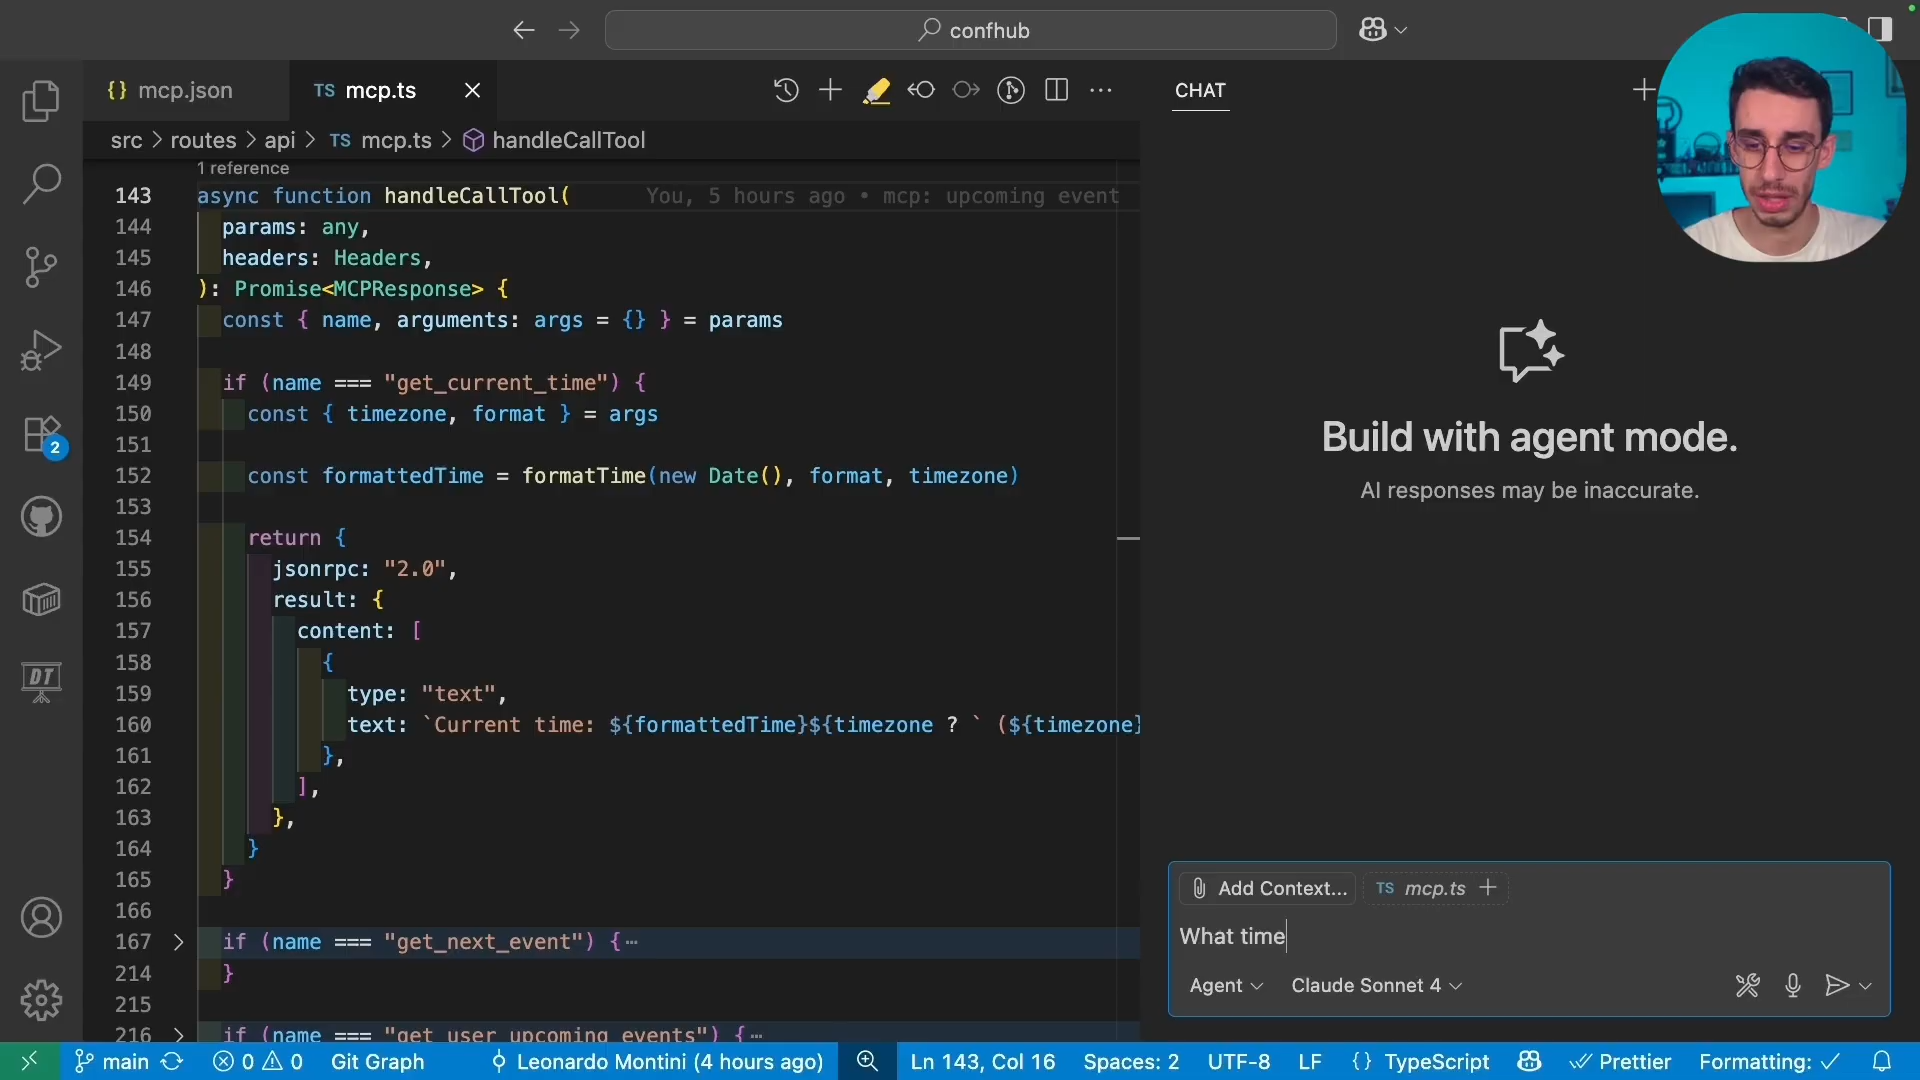 confhub
{} mcp.json
TS mcp.ts
CHAT
src > routes > api > TS mcp.ts > handleCallTool
1 reference
143 async function handleCallTool( You, 5 hours ago • mcp: upcoming event
144 params: any,
145 headers: Headers,
146 ): Promise<MCPResponse> {
147 const { name, arguments: args = {} } = params
148
149 if (name === "get_current_time") {
150 const { timezone, format } = args
151
152 const formattedTime = formatTime(new Date(), format, timezone)
153
154 return {
155 jsonrpc: "2.0",
156 result: {
157 content: [
158 {
159 type: "text",
160 text: `Current time: ${formattedTime}${timezone ? ` (${timezone}
161 },
162 ],
163 },
164 }
165 }
166
167 if (name === "get_next_event") {…
214 }
215
216 if (name === "get_user_upcoming_events") {…
2
DT
Build with agent mode.
AI responses may be inaccurate.
Add Context...
TS mcp.ts
What time
Agent
Claude Sonnet 4
main
0 0
Git Graph
Leonardo Montini (4 hours ago)
Ln 143, Col 16
Spaces: 2
UTF-8
LF
{} TypeScript
Prettier
Formatting: ✓